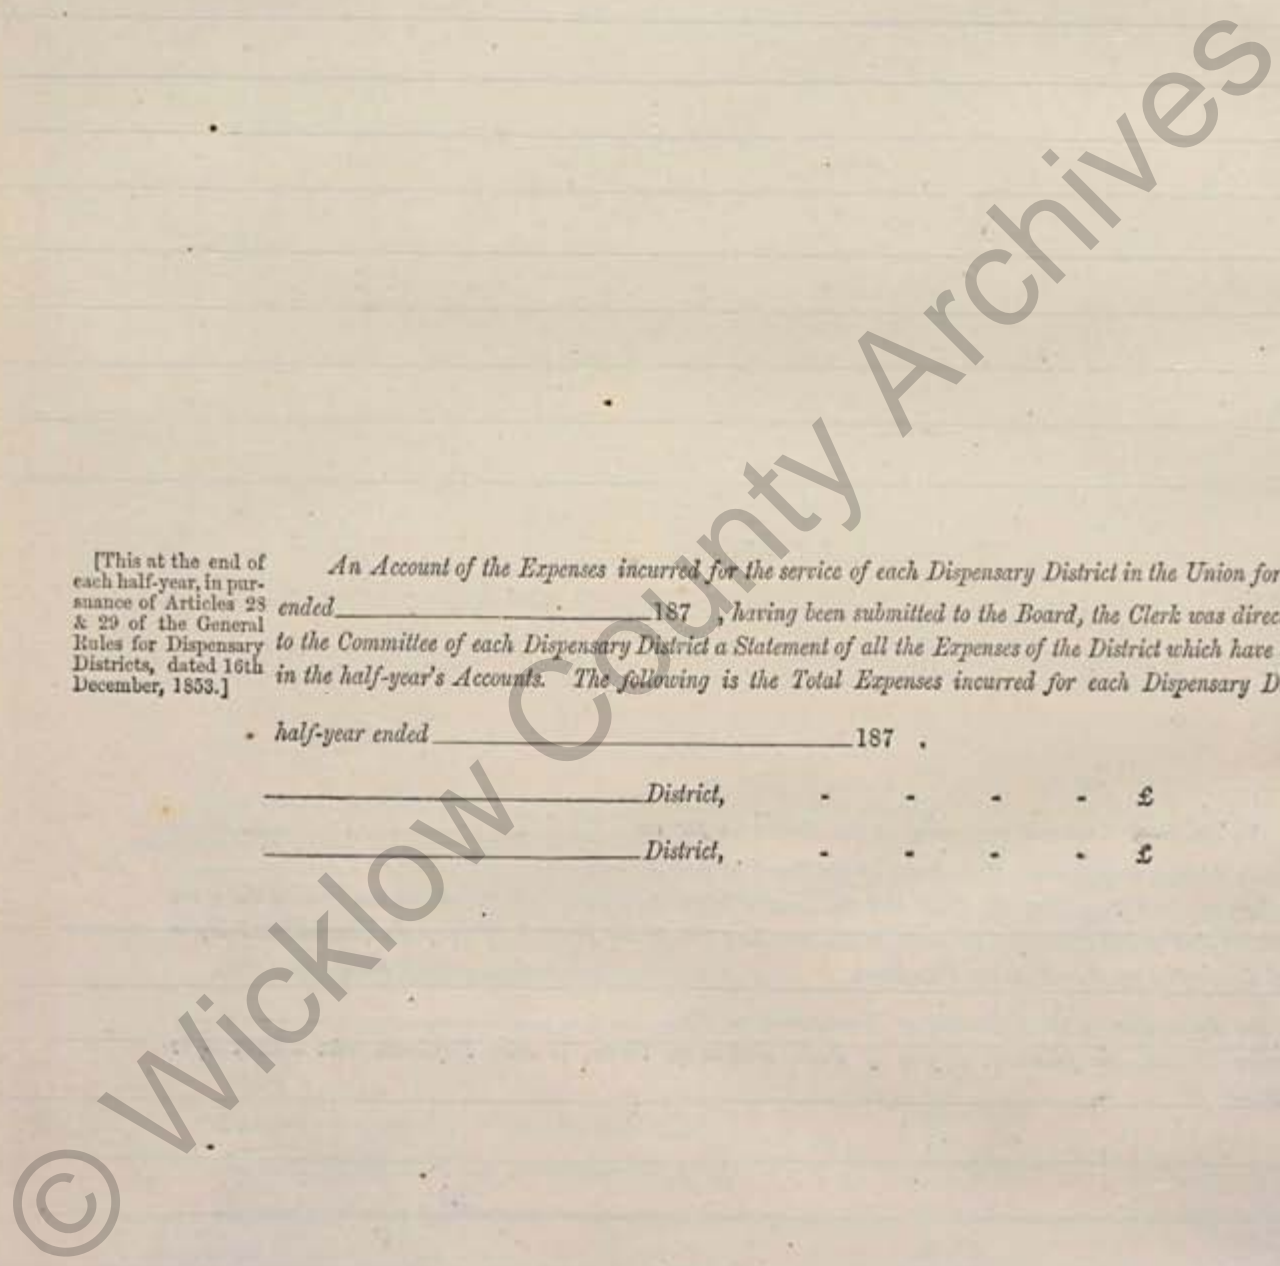 [This at the end of
each half-year, in pur-
suance of Articles 28
& 29 of the General
Rules for Dispensary
Districts, dated 16th
December, 1853.]
An Account of the Expenses incurred for the service of each Dispensary District in the Union for
ended 187 , having been submitted to the Board, the Clerk was direc
to the Committee of each Dispensary District a Statement of all the Expenses of the District which have
in the half-year's Accounts. The following is the Total Expenses incurred for each Dispensary D
half-year ended 187 .
District, - - - - £
District, - - - - £
© Wicklow County Archives